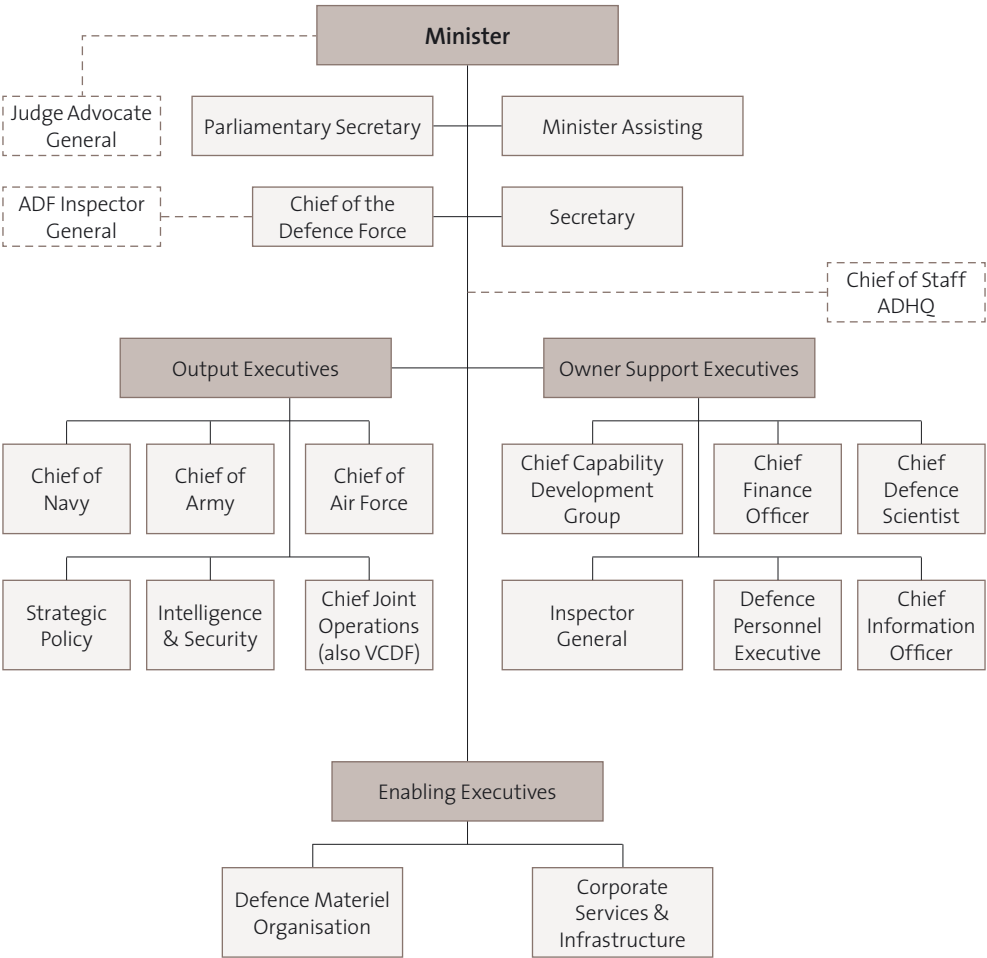 Minister
Judge Advocate
General
Parliamentary Secretary
Minister Assisting
ADF Inspector
General
Chief of the
Defence Force
Secretary
Chief of Staff
ADHQ
Output Executives
Owner Support Executives
Chief of
Navy
Chief of
Army
Chief of
Air Force
Chief Capability
Development
Group
Chief
Finance
Officer
Chief
Defence
Scientist
Strategic
Policy
Intelligence
& Security
Chief Joint
Operations
(also VCDF)
Inspector
General
Defence
Personnel
Executive
Chief
Information
Officer
Enabling Executives
Defence Materiel
Organisation
Corporate
Services &
Infrastructure